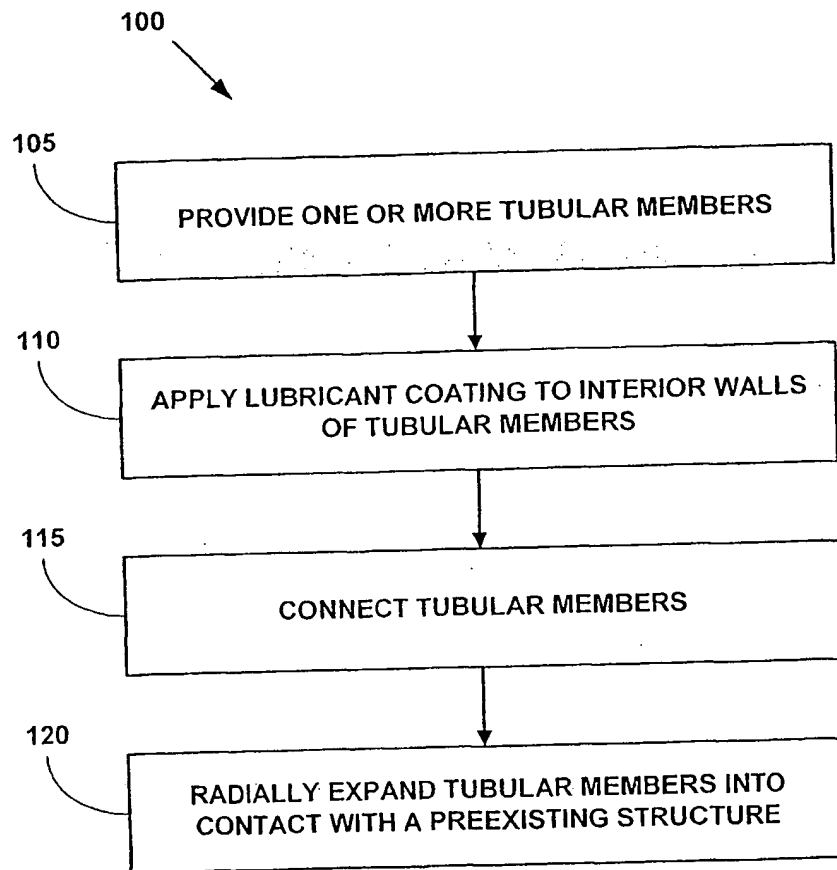 100
105
PROVIDE ONE OR MORE TUBULAR MEMBERS
110
APPLY LUBRICANT COATING TO INTERIOR WALLS
OF TUBULAR MEMBERS
115
CONNECT TUBULAR MEMBERS
120
RADIALLY EXPAND TUBULAR MEMBERS INTO
CONTACT WITH A PREEXISTING STRUCTURE